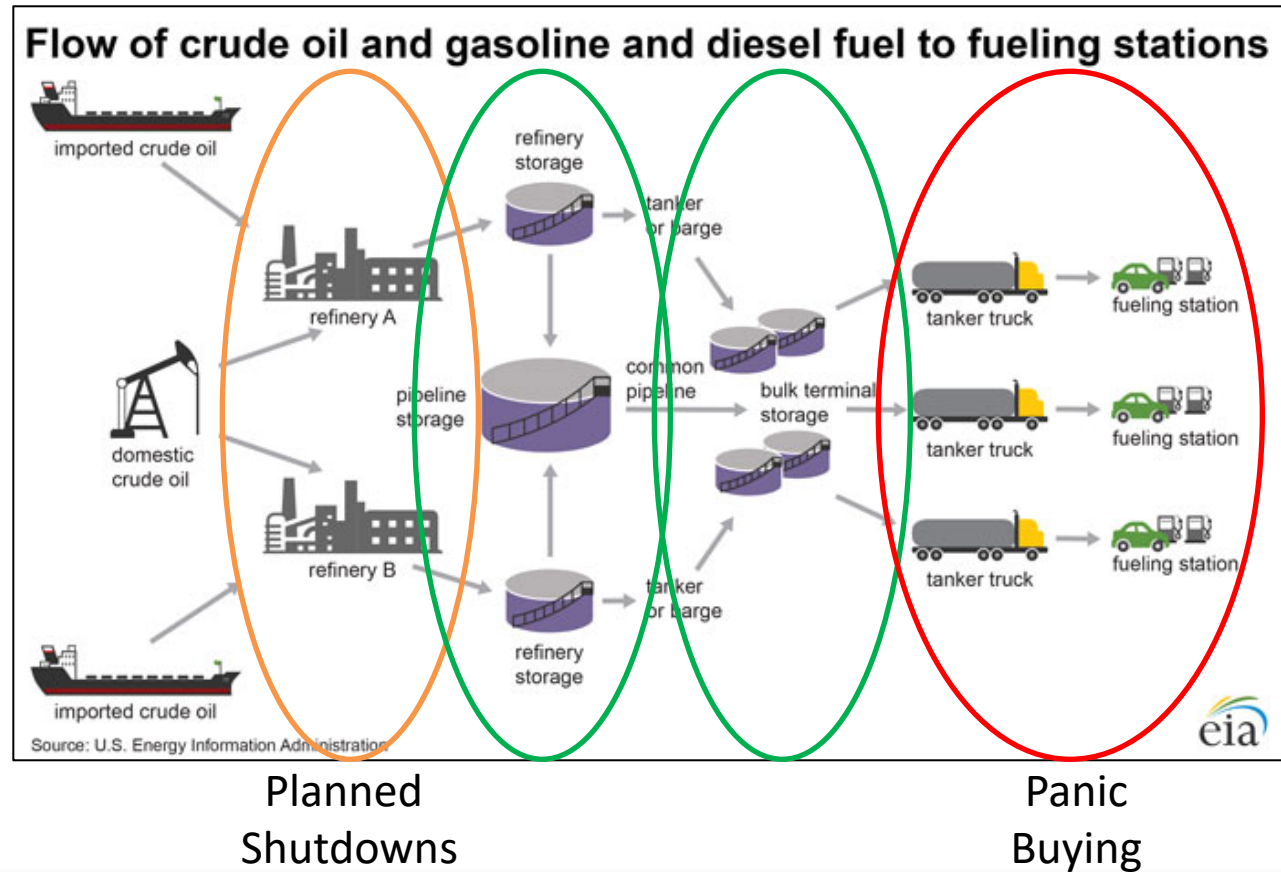 Flow of crude oil and gasoline and diesel fuel to fueling stations
imported crude oil
refinery
storage
tanker
or barge
refinery A
tanker truck
fueling station
domestic
crude oil
pipeline
storage
common
pipeline
bulk terminal
storage
tanker truck
fueling station
refinery B
tanker
or barge
tanker truck
fueling station
refinery
storage
imported crude oil
Source: U.S. Energy Information Administration
eia
Planned
Shutdowns
Panic
Buying